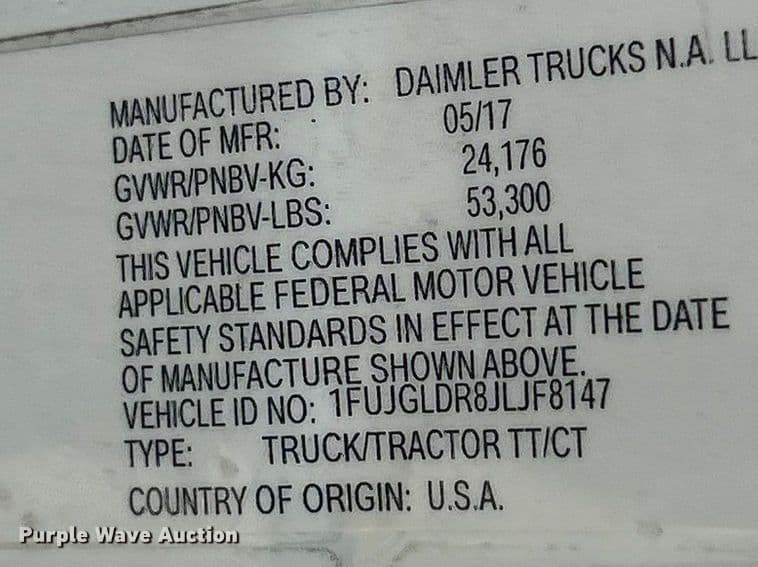 MANUFACTURED BY: DAIMLER TRUCKS N.A. LL
DATE OF MFR: 05/17
GVWR/PNBV-KG: 24,176
GVWR/PNBV-LBS: 53,300
THIS VEHICLE COMPLIES WITH ALL
APPLICABLE FEDERAL MOTOR VEHICLE
SAFETY STANDARDS IN EFFECT AT THE DATE
OF MANUFACTURE SHOWN ABOVE.
VEHICLE ID NO: 1FUJGLDR8JLJF8147
TYPE: TRUCK/TRACTOR TT/CT
COUNTRY OF ORIGIN: U.S.A.
Purple Wave Auction